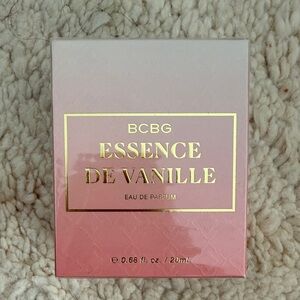 BCBG
ESSENCE
DE VANILLE
EAU DE PARFUM
℮ 0.68 fl. oz. / 20ml